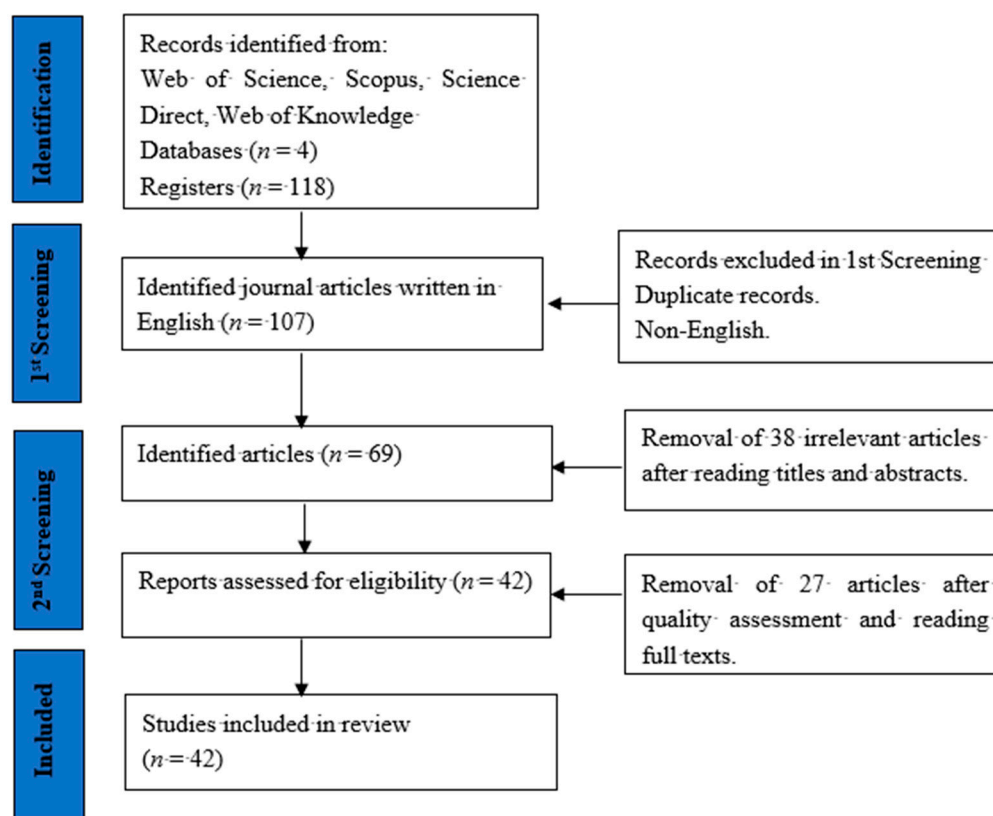 Identification
Records identified from:
Web of Science, Scopus, Science
Direct, Web of Knowledge
Databases (n = 4)
Registers (n = 118)
1st Screening
Identified journal articles written in
English (n = 107)
Records excluded in 1st Screening
Duplicate records.
Non-English.
2nd Screening
Identified articles (n = 69)
Removal of 38 irrelevant articles
after reading titles and abstracts.
Reports assessed for eligibility (n = 42)
Removal of 27 articles after
quality assessment and reading
full texts.
Included
Studies included in review
(n = 42)